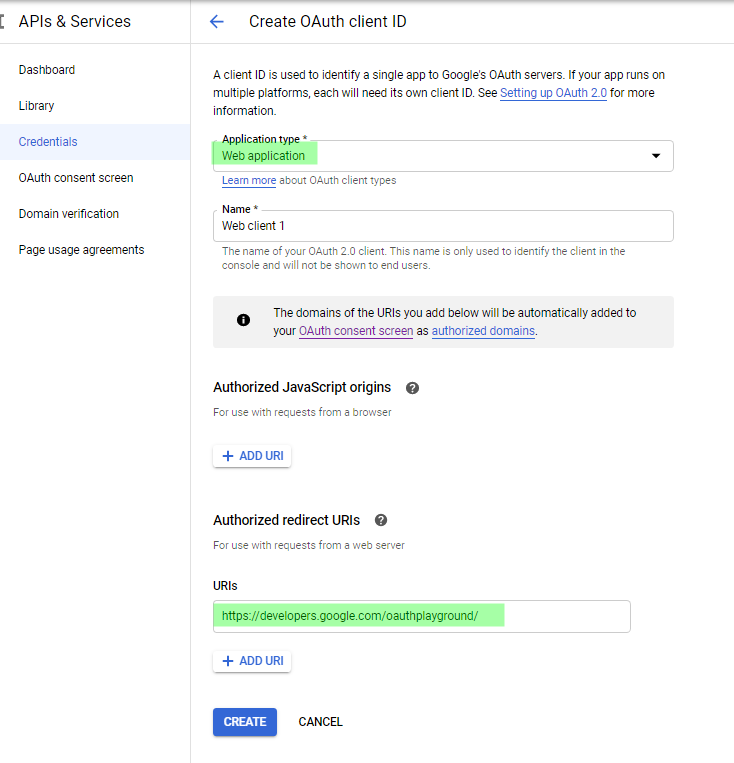 APIs & Services
Create OAuth client ID
Dashboard
Library
Credentials
OAuth consent screen
Domain verification
Page usage agreements
A client ID is used to identify a single app to Google's OAuth servers. If your app runs on
multiple platforms, each will need its own client ID. See Setting up OAuth 2.0 for more
information.
Application type *
Web application
Learn more about OAuth client types
Name *
Web client 1
The name of your OAuth 2.0 client. This name is only used to identify the client in the
console and will not be shown to end users.
The domains of the URIs you add below will be automatically added to
your OAuth consent screen as authorized domains.
Authorized JavaScript origins
For use with requests from a browser
+ ADD URI
Authorized redirect URIs
For use with requests from a web server
URIs
https://developers.google.com/oauthplayground/
+ ADD URI
CREATE CANCEL